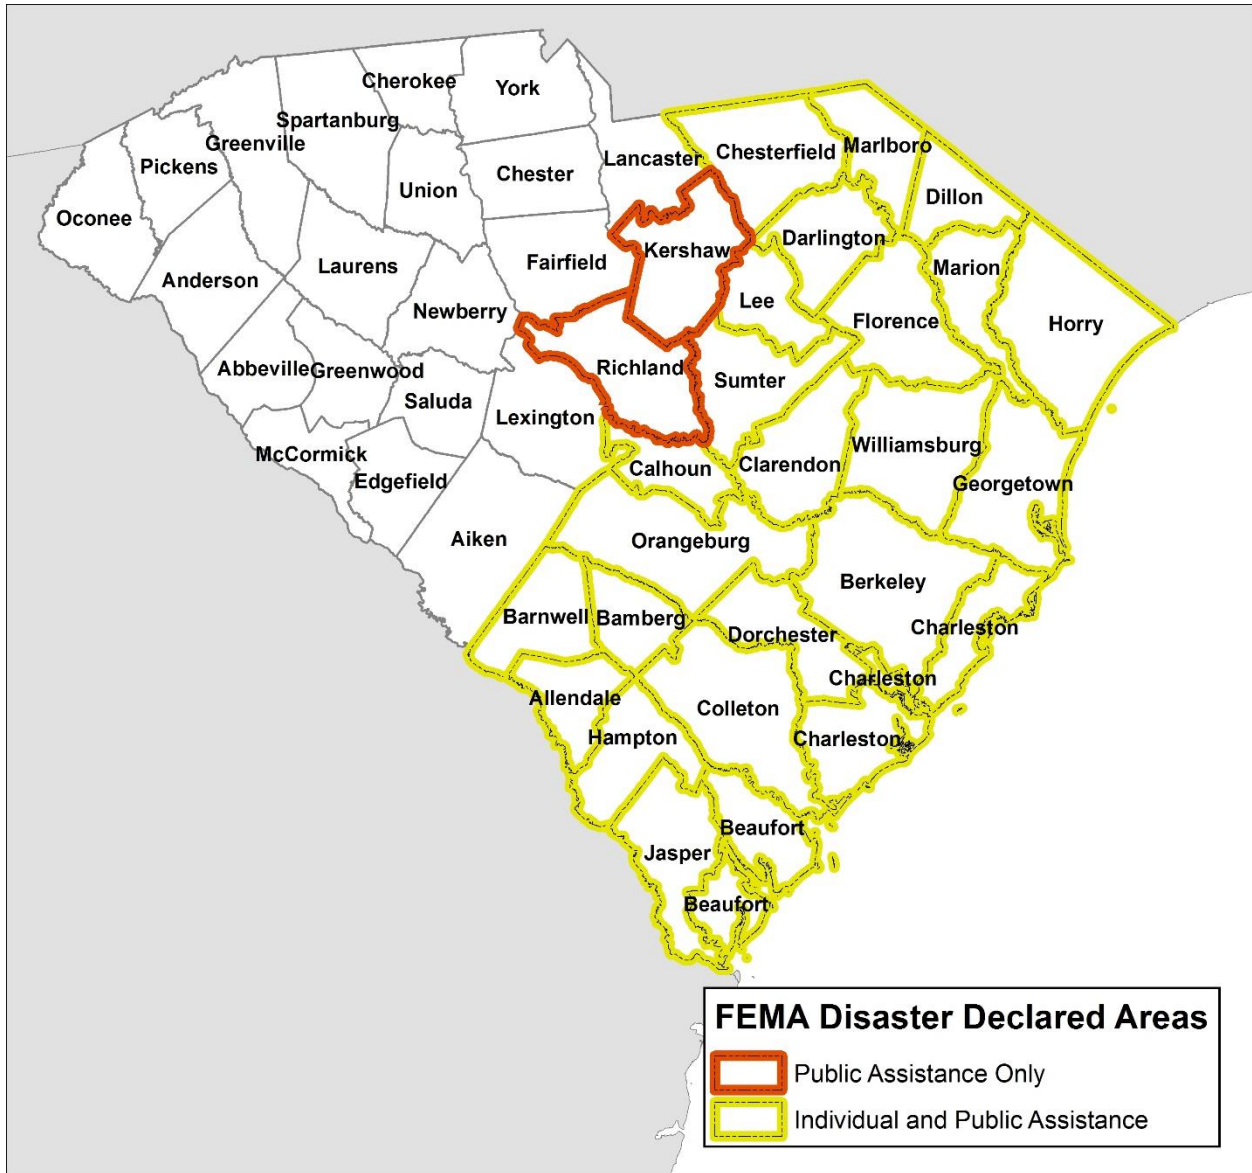 Cherokee
York
Spartanburg
Greenville
Pickens
Lancaster
Chesterfield
Marlboro
Chester
Union
Dillon
Oconee
Darlington
Kershaw
Fairfield
Laurens
Anderson
Marion
Lee
Newberry
Florence
Horry
Richland
Abbeville
Greenwood
Sumter
Saluda
Lexington
Williamsburg
McCormick
Calhoun
Clarendon
Edgefield
Georgetown
Aiken
Orangeburg
Berkeley
Barnwell
Bamberg
Dorchester
Charleston
Charleston
Allendale
Colleton
Hampton
Charleston
Beaufort
Jasper
Beaufort
FEMA Disaster Declared Areas
Public Assistance Only
Individual and Public Assistance